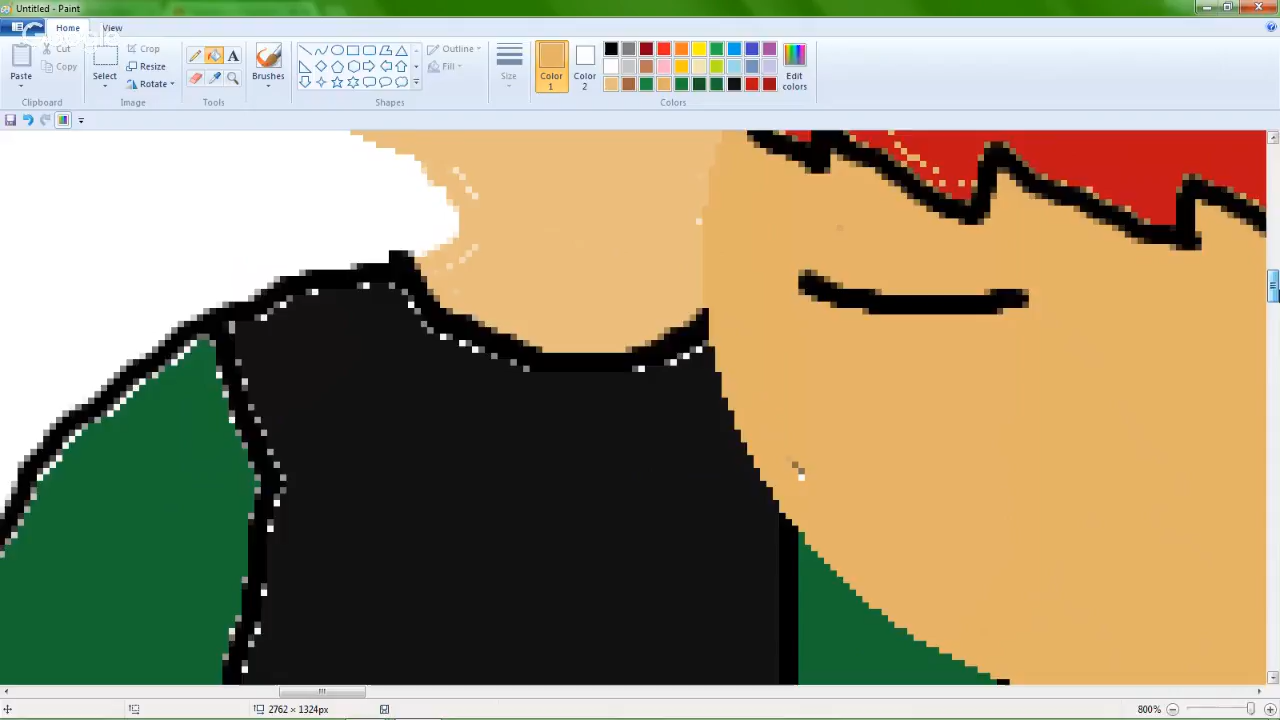 Untitled - Paint
Home
View
Paste
Cut
Copy
Clipboard
Select
Crop
Resize
Rotate
Image
A
Tools
Brushes
Outline
Fill
Shapes
Size
Color
1
Color
2
Edit
colors
Colors
2762 × 1324px
800%